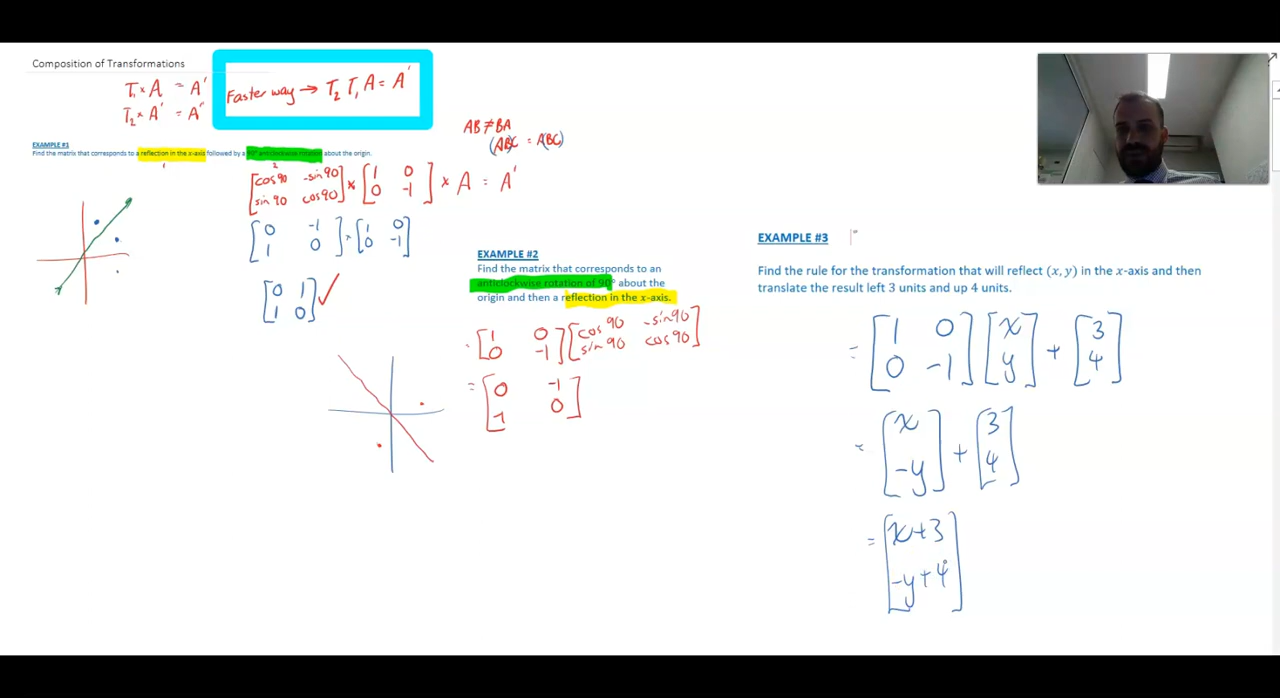 Composition of Transformations
T₁ × A = A'
T₂ × A' = A''
Faster way → T₂ T₁ A = A'
AB ≠ BA
(AB)C = A(BC)
EXAMPLE #1
Find the matrix that corresponds to a reflection in the x-axis followed by a 90° anticlockwise rotation about the origin.
1
2
[cos 90 -sin 90] × [1 0] × A = A'
[sin 90 cos 90] [0 -1]
[0 -1] × [1 0]
[1 0] [0 -1]
[0 1] ✓
[1 0]
EXAMPLE #2
Find the matrix that corresponds to an
anticlockwise rotation of 90° about the
origin and then a reflection in the x-axis.
[1 0] [cos 90 -sin 90]
[0 -1] [sin 90 cos 90]
= [0 -1]
[-1 0]
EXAMPLE #3
Find the rule for the transformation that will reflect (x, y) in the x-axis and then
translate the result left 3 units and up 4 units.
= [1 0] [x] + [3]
[0 -1] [y] [4]
= [x] + [3]
[-y] [4]
= [x+3]
[-y+4]